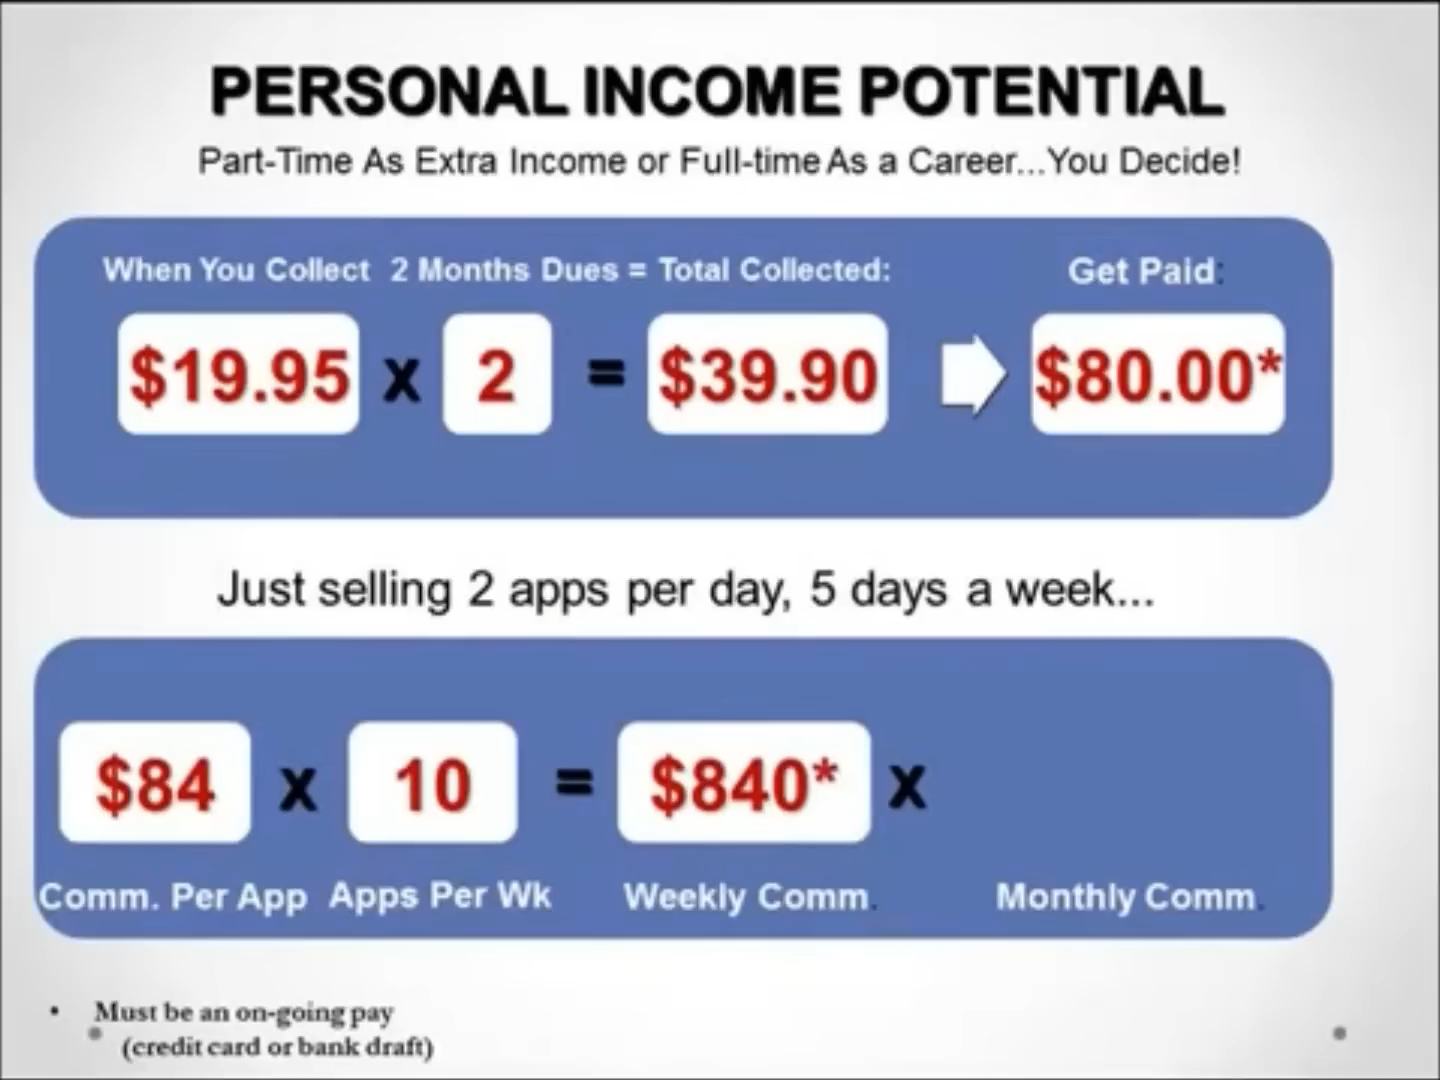 PERSONAL INCOME POTENTIAL
Part-Time As Extra Income or Full-time As a Career...You Decide!
When You Collect 2 Months Dues = Total Collected: Get Paid:
$19.95 x 2 = $39.90 $80.00*
Just selling 2 apps per day, 5 days a week...
$84 x 10 = $840* x
Comm. Per App Apps Per Wk Weekly Comm. Monthly Comm.
• Must be an on-going pay
(credit card or bank draft)